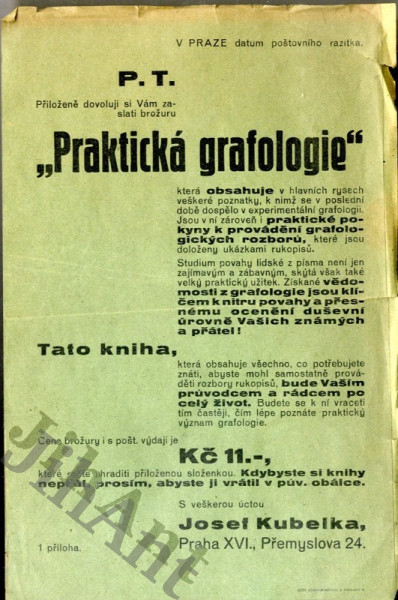 V PRAZE datum poštovního razítka.
P. T.
Přiloženě dovoluji si Vám za-
slati brožuru
„Praktická grafologie“
která obsahuje v hlavních rysech
veškeré poznatky, k nimž se v poslední
době dospělo v experimentální grafologii.
Jsou v ní zároveň i praktické po-
kyny k provádění grafolo-
gických rozborů, které jsou
doloženy ukázkami rukopisů.
Studium povahy lidské z písma není jen
zajímavým a zábavným, skýtá však také
velký praktický užitek. Získané vědo-
mosti z grafologie jsou klí-
čem k nitru povahy a přes-
nému ocenění duševní
úrovně Vašich známých
a přátel!
Tato kniha,
která obsahuje všechno, co potřebujete
znáti, abyste mohl samostatně prová-
děti rozbory rukopisů, bude Vaším
průvodcem a rádcem po
celý život. Budete se k ní vraceti
tím častěji, čím lépe poznáte praktický
význam grafologie.
Cena brožury i s pošt. výdaji je
Kč 11.-,
které račte uhraditi přiloženou složenkou. Kdybyste si knihy
nepřál, prosím, abyste ji vrátil v pův. obálce.
S veškerou úctou
Josef Kubelka,
1 příloha.
Praha XVI., Přemyslova 24.
JihAnt